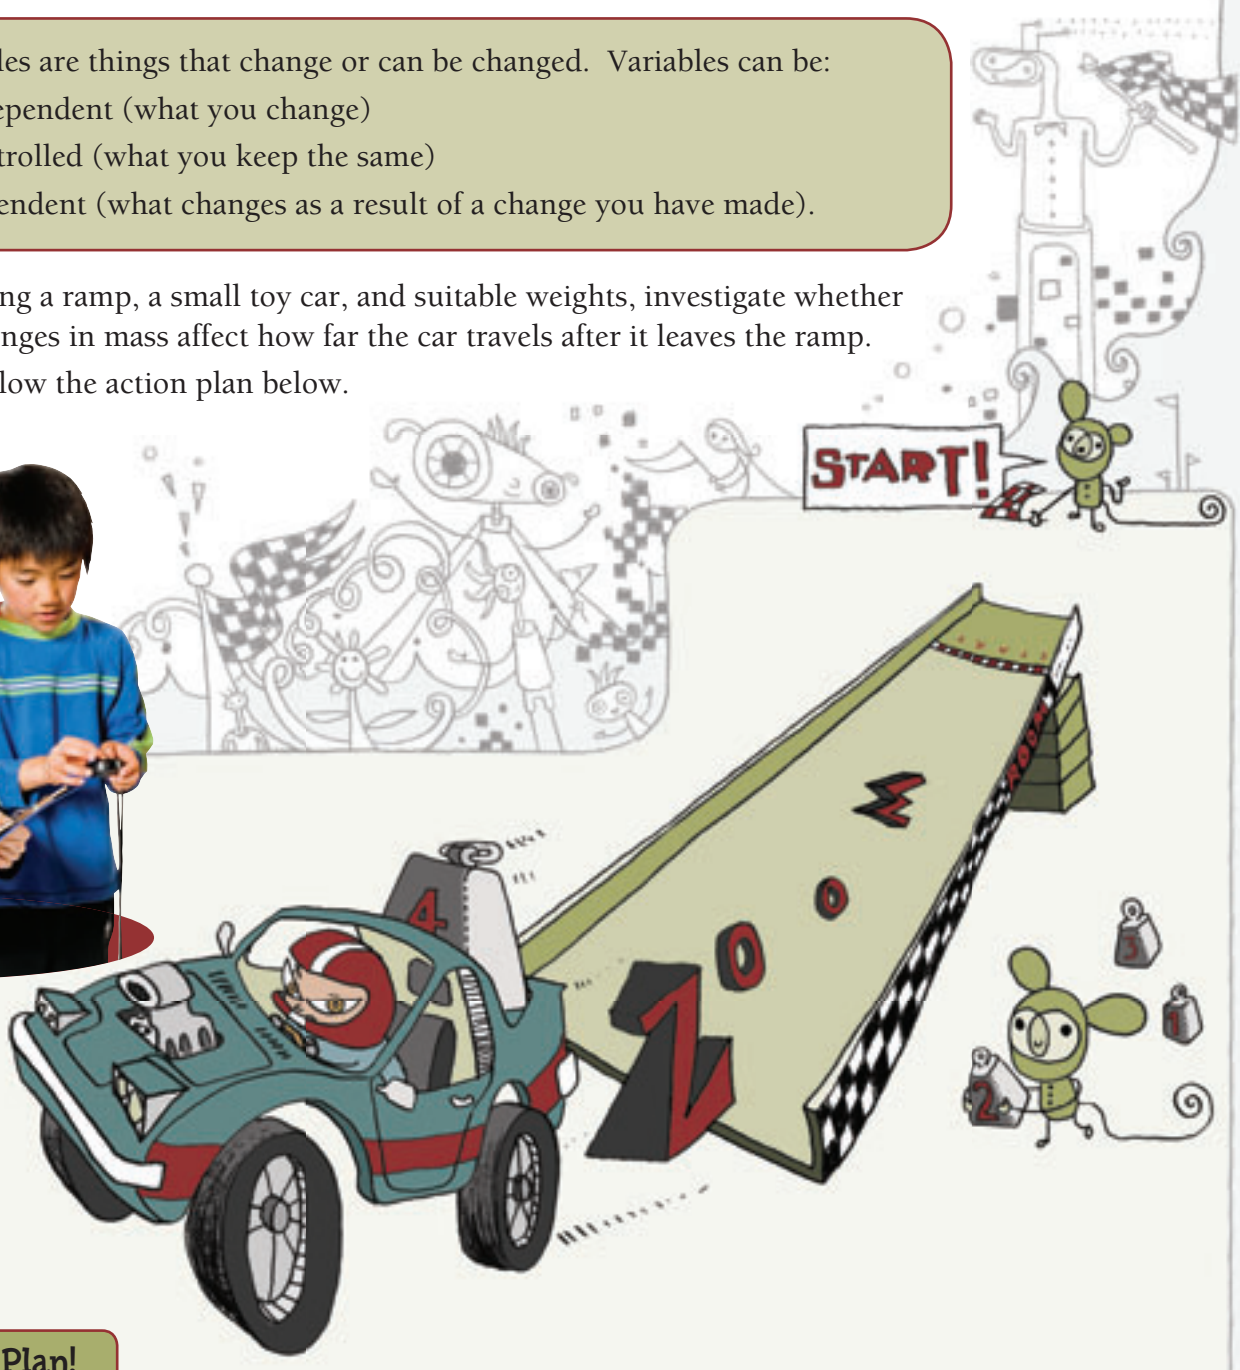 les are things that change or can be changed. Variables can be:
ependent (what you change)
trolled (what you keep the same)
endent (what changes as a result of a change you have made).
ng a ramp, a small toy car, and suitable weights, investigate whether
nges in mass affect how far the car travels after it leaves the ramp.
low the action plan below.
START!
ROOM
M
O
O
Z
4
3
1
2
Plan!